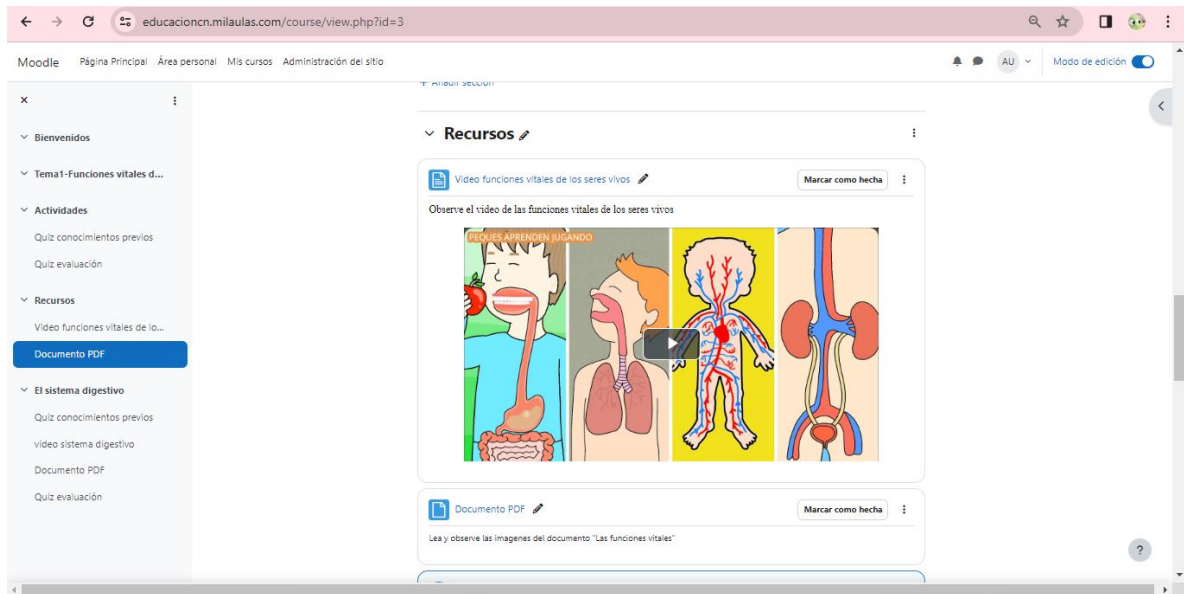 educacioncn.milaulas.com/course/view.php?id=3
Moodle Página Principal Área personal Mis cursos Administración del sitio AU Modo de edición
Bienvenidos
Tema1-Funciones vitales d...
Actividades
Quiz conocimientos previos
Quiz evaluación
Recursos
Video funciones vitales de lo...
Documento PDF
El sistema digestivo
Quiz conocimientos previos
video sistema digestivo
Documento PDF
Quiz evaluación
+ Añadir sección
Recursos
Video funciones vitales de los seres vivos Marcar como hecha
Observe el video de las funciones vitales de los seres vivos
PEQUES APRENDEN JUGANDO
Documento PDF Marcar como hecha
Lea y observe las imagenes del documento "Las funciones vitales"
?